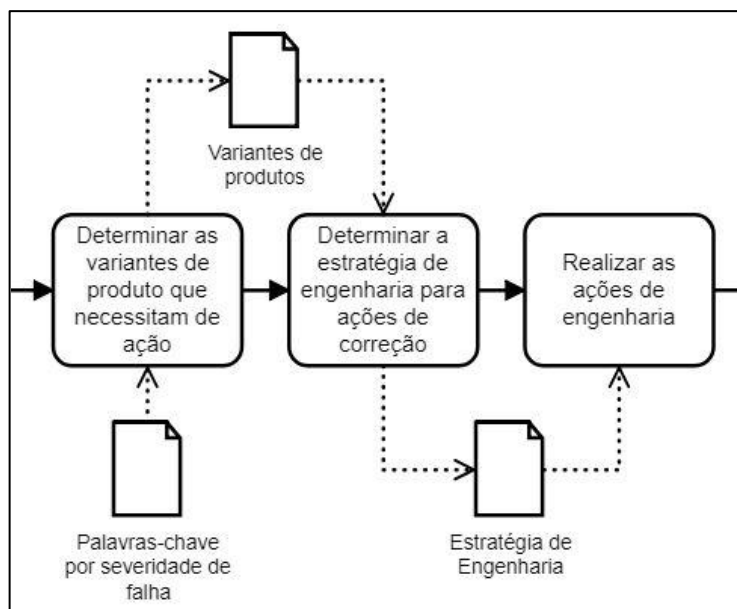 Variantes de
produtos
Determinar as
variantes de
produto que
necessitam de
ação
Determinar a
estratégia de
engenharia para
ações de
correção
Realizar as
ações de
engenharia
Palavras-chave
por severidade de
falha
Estratégia de
Engenharia